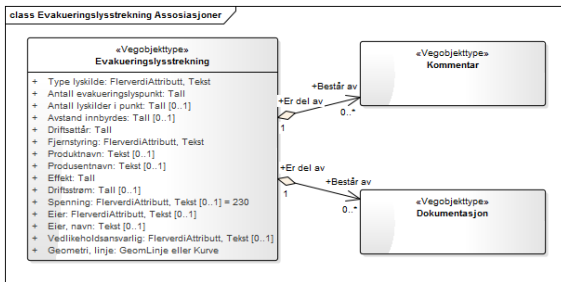 class Evakueringslysstrekning Assosiasjoner
«Vegobjekttype»
Evakueringslysstrekning
+ Type lyskilde: FlerverdiAttributt, Tekst
+ Antall evakueringslyspunkt: Tall
+ Antall lyskilder i punkt: Tall [0..1]
+ Avstand innbyrdes: Tall [0..1]
+ Driftsattår: Tall
+ Fjernstyring: FlerverdiAttributt, Tekst
+ Produktnavn: Tekst [0..1]
+ Produsentnavn: Tekst [0..1]
+ Effekt: Tall
+ Driftsstrøm: Tall [0..1]
+ Spenning: FlerverdiAttributt, Tekst [0..1] = 230
+ Eier: FlerverdiAttributt, Tekst [0..1]
+ Eier, navn: Tekst [0..1]
+ Vedlikeholdsansvarlig: FlerverdiAttributt, Tekst [0..1]
+ Geometri, linje: GeomLinje eller Kurve
+Er del av
1
+Består av
0..*
«Vegobjekttype»
Kommentar
+Er del av
1
+Består av
0..*
«Vegobjekttype»
Dokumentasjon